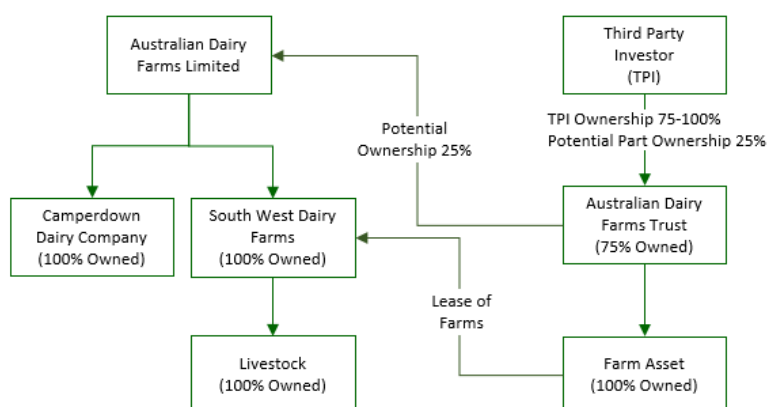 Australian Dairy
Farms Limited
Third Party
Investor
(TPI)
TPI Ownership 75-100%
Potential Part Ownership 25%
Potential
Ownership 25%
Camperdown
Dairy Company
(100% Owned)
South West Dairy
Farms
(100% Owned)
Australian Dairy
Farms Trust
(75% Owned)
Lease of
Farms
Livestock
(100% Owned)
Farm Asset
(100% Owned)